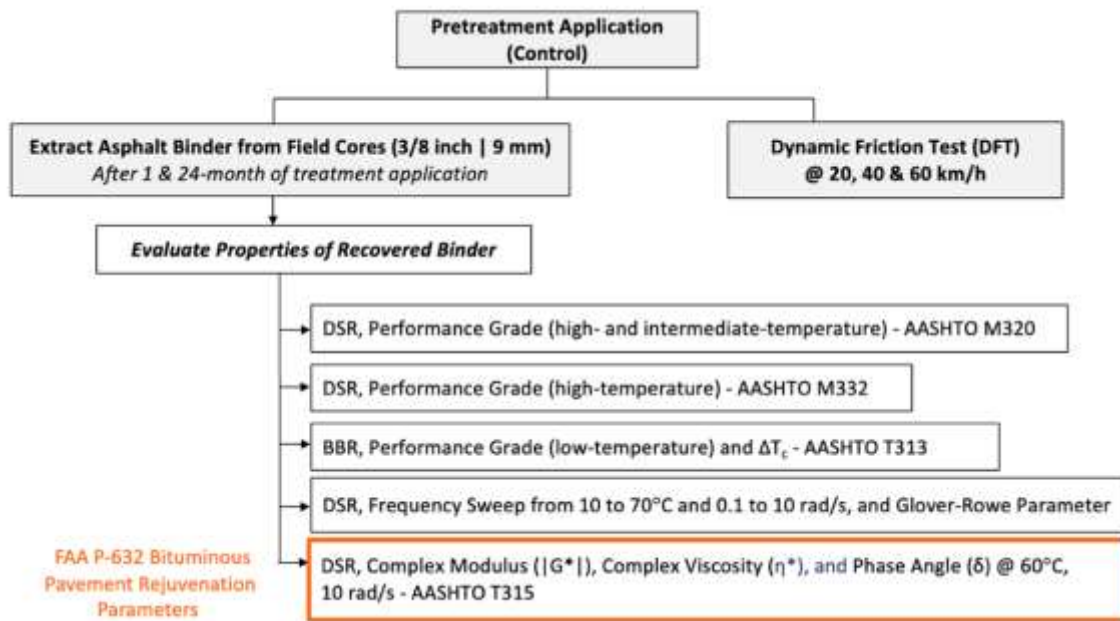 Pretreatment Application
(Control)
Extract Asphalt Binder from Field Cores (3/8 inch | 9 mm)
After 1 & 24-month of treatment application
Dynamic Friction Test (DFT)
@ 20, 40 & 60 km/h
Evaluate Properties of Recovered Binder
DSR, Performance Grade (high- and intermediate-temperature) - AASHTO M320
DSR, Performance Grade (high-temperature) - AASHTO M332
BBR, Performance Grade (low-temperature) and ΔTc - AASHTO T313
DSR, Frequency Sweep from 10 to 70°C and 0.1 to 10 rad/s, and Glover-Rowe Parameter
FAA P-632 Bituminous
Pavement Rejuvenation
Parameters
DSR, Complex Modulus (|G*|), Complex Viscosity (η*), and Phase Angle (δ) @ 60°C,
10 rad/s - AASHTO T315